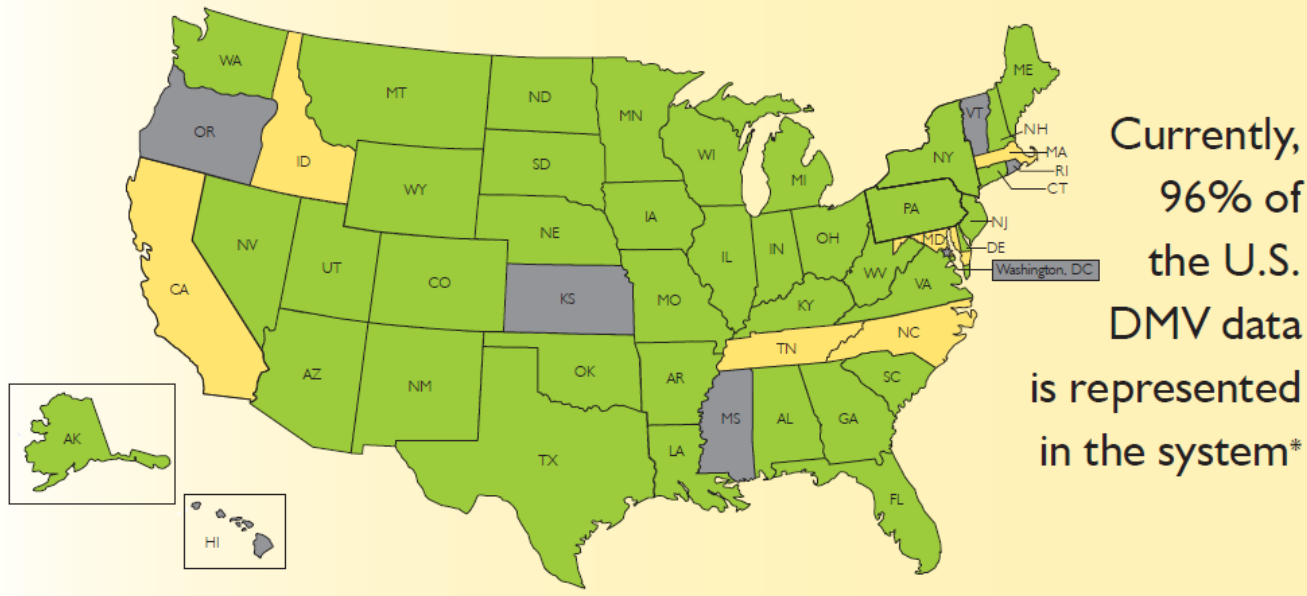 WA
MT
ND
MN
ME
OR
ID
SD
WI
MI
NY
VT
NH
MA
RI
CT
WY
IA
PA
NJ
NE
NV
UT
CO
IL
IN
OH
MD
DE
Washington, DC
WV
VA
CA
KS
MO
KY
AZ
NM
OK
AR
TN
NC
SC
MS
AL
GA
AK
TX
LA
FL
HI
Currently,
96% of
the U.S.
DMV data
is represented
in the system*